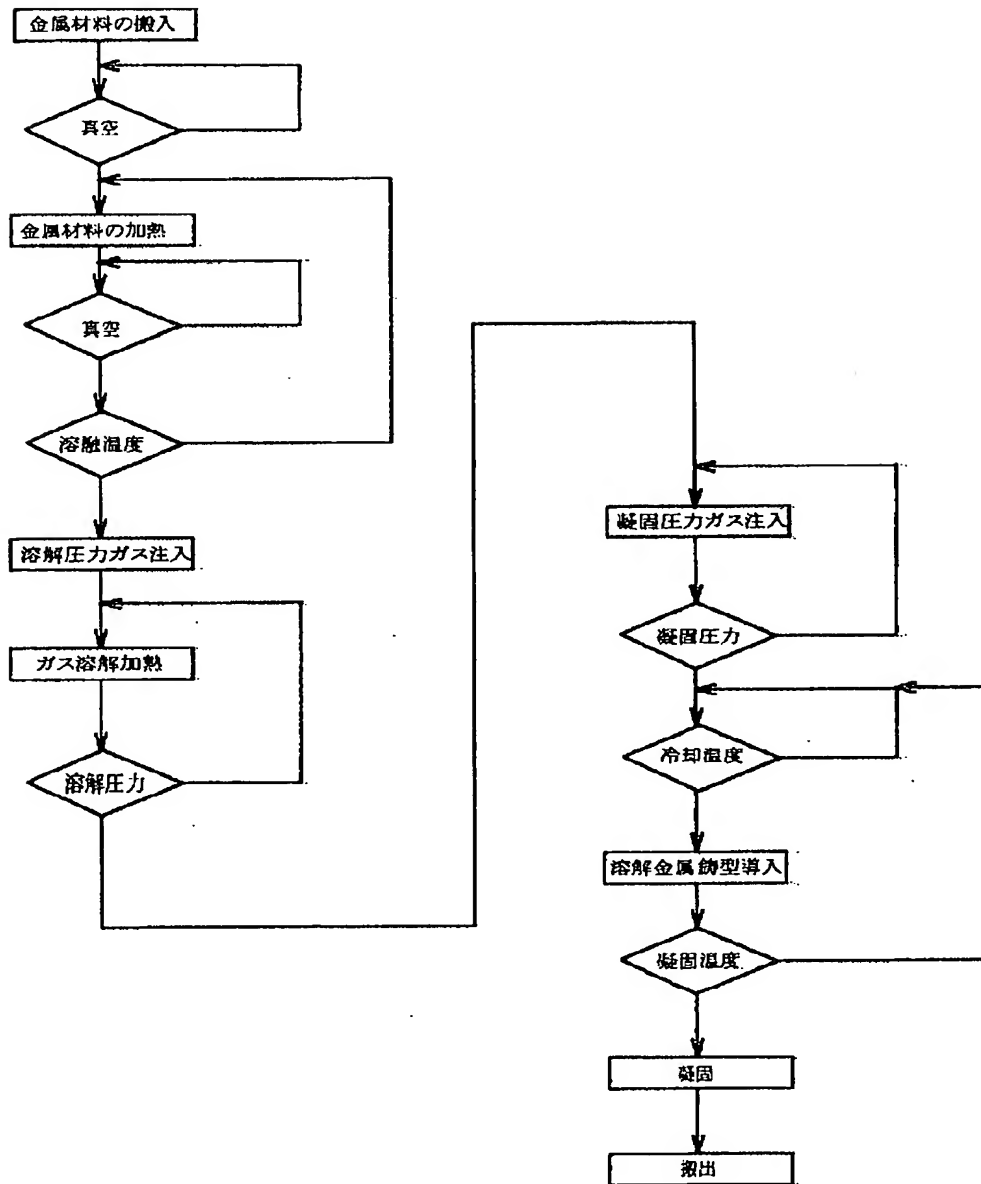 金属材料の搬入
真空
金属材料の加熱
真空
溶融温度
溶解圧力ガス注入
ガス溶解加熱
溶解圧力
凝固圧力ガス注入
凝固圧力
冷却温度
溶解金属鋳型導入
凝固温度
凝固
搬出